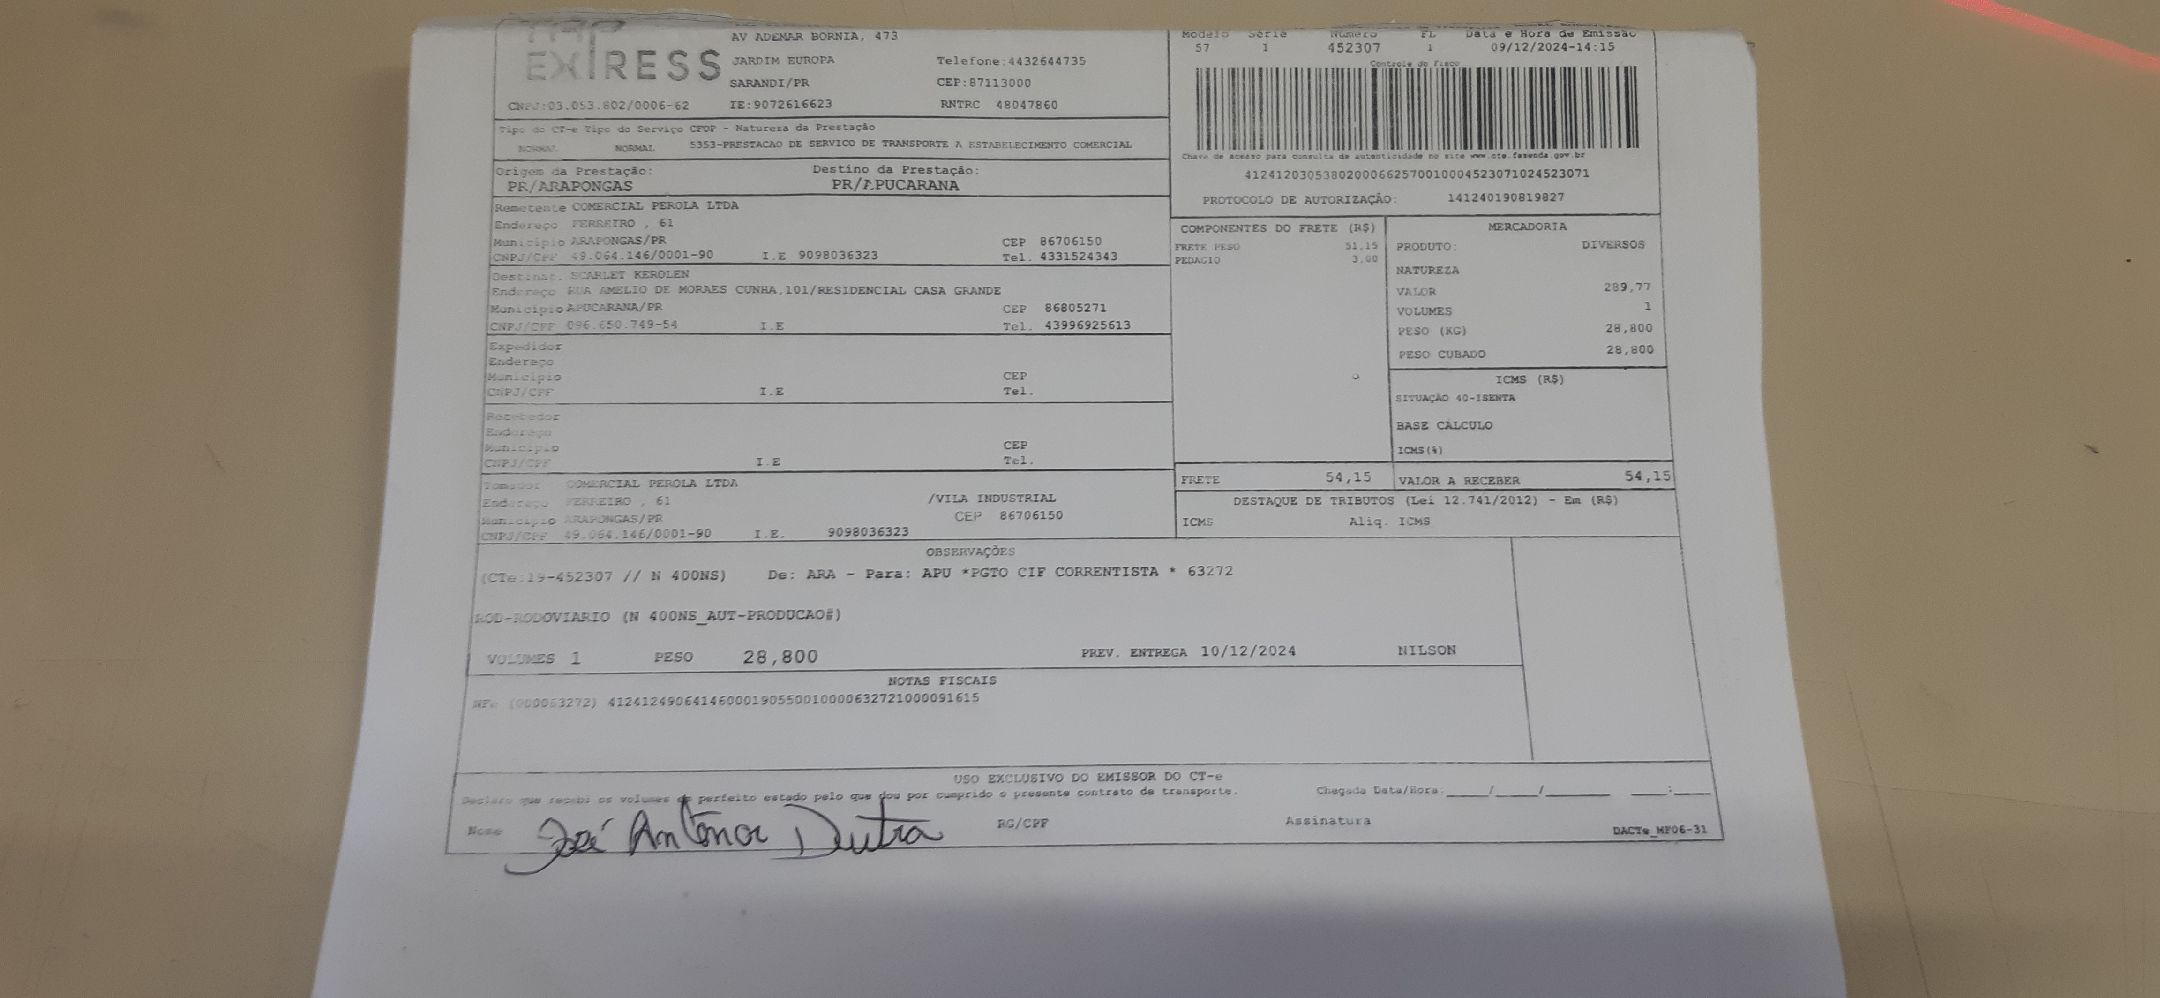 EXPRESS
AV ADEMAR BORNIA, 473
JARDIM EUROPA Telefone:4432644735
SARANDI/PR CEP:87113000
CNPJ:03.053.802/0006-62 IE:9072616623 RNTRC 48047860
Modelo Série Número FL Data e Hora de Emissão
57 1 452307 1 09/12/2024-14:15
Controle do Fisco
Chave de acesso para consulta de autenticidade no site www.cte.fazenda.gov.br
41241203053802000662570010004523071024523071
PROTOCOLO DE AUTORIZAÇÃO: 141240190819827
Tipo do CT-e Tipo do Serviço CFOP - Natureza da Prestação
NORMAL NORMAL 5353-PRESTACAO DE SERVICO DE TRANSPORTE A ESTABELECIMENTO COMERCIAL
Origem da Prestação: Destino da Prestação:
PR/ARAPONGAS PR/APUCARANA
Remetente COMERCIAL PEROLA LTDA
Endereço FERREIRO , 61
Município ARAPONGAS/PR CEP 86706150
CNPJ/CPF 49.064.146/0001-90 I.E 9098036323 Tel. 4331524343
Destinat. SCARLET KEROLEN
Endereço RUA AMELIO DE MORAES CUNHA,101/RESIDENCIAL CASA GRANDE
Município APUCARANA/PR CEP 86805271
CNPJ/CPF 096.650.749-54 I.E Tel. 43996925613
Expedidor
Endereço
Município CEP
CNPJ/CPF I.E Tel.
Recebedor
Endereço
Município CEP
CNPJ/CPF I.E Tel.
Tomador COMERCIAL PEROLA LTDA
Endereço FERREIRO , 61 /VILA INDUSTRIAL
Município ARAPONGAS/PR CEP 86706150
CNPJ/CPF 49.064.146/0001-90 I.E. 9098036323
COMPONENTES DO FRETE (R$)
FRETE PESO 51,15
PEDAGIO 3,00
MERCADORIA
PRODUTO: DIVERSOS
NATUREZA
VALOR 289,77
VOLUMES 1
PESO (KG) 28,800
PESO CUBADO 28,800
ICMS (R$)
SITUAÇÃO 40-ISENTA
BASE CÁLCULO
ICMS(%)
FRETE 54,15 VALOR A RECEBER 54,15
DESTAQUE DE TRIBUTOS (Lei 12.741/2012) - Em (R$)
ICMS Aliq. ICMS
OBSERVAÇÕES
(CTe:19-452307 // N 400NS) De: ARA - Para: APU *PGTO CIF CORRENTISTA * 63272
ROD-RODOVIARIO (N 400NS_AUT-PRODUCAO#)
VOLUMES 1 PESO 28,800 PREV. ENTREGA 10/12/2024 NILSON
NOTAS FISCAIS
NFe (000063272) 41241249064146000190550010000632721000091615
USO EXCLUSIVO DO EMISSOR DO CT-e
Declaro que recebi os volumes perfeito estado pelo que dou por cumprido o presente contrato de transporte. Chegada Data/Hora:____/____/______ ____:____
Nome José Antônor Dutra RG/CPF Assinatura
DACTe_MF06-31